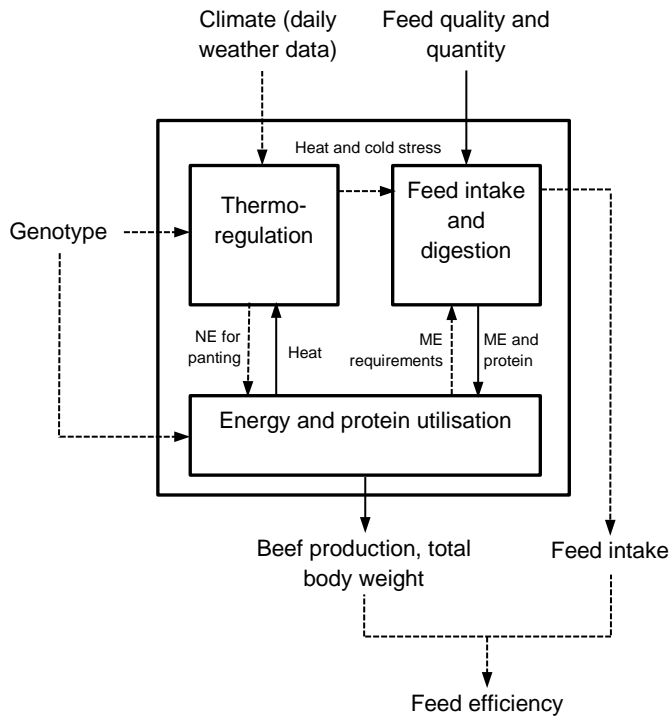 Climate (daily
weather data)
Feed quality and
quantity
Heat and cold stress
Thermo-
regulation
Feed intake
and
digestion
Genotype
NE for
panting
Heat
ME
requirements
ME and
protein
Energy and protein utilisation
Beef production, total
body weight
Feed intake
Feed efficiency